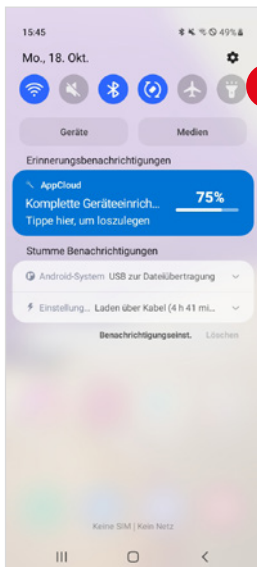 15:45
49%
Mo., 18. Okt.
Geräte
Medien
Erinnerungsbenachrichtigungen
AppCloud
Komplette Geräteeinrich...
75%
Tippe hier, um loszulegen
Stumme Benachrichtigungen
Android-System USB zur Dateiübertragung
Einstellung... Laden über Kabel (4 h 41 mi...
Benachrichtigungseinst.
Löschen
Keine SIM | Kein Netz